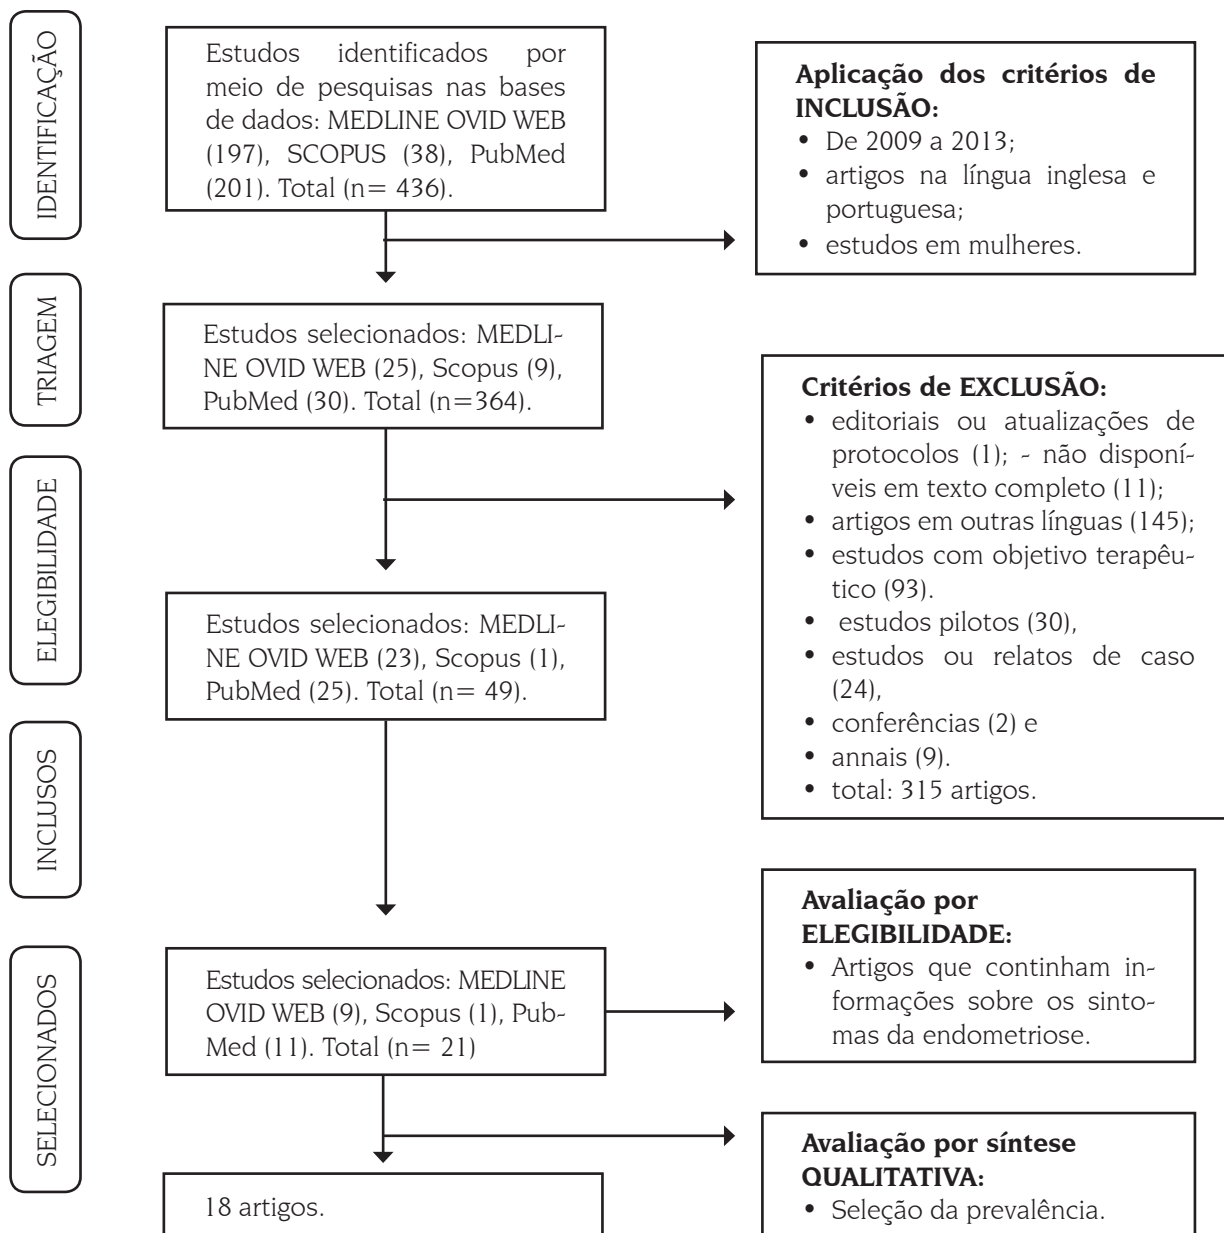 IDENTIFICAÇÃO
Estudos identificados por
meio de pesquisas nas bases
de dados: MEDLINE OVID WEB
(197), SCOPUS (38), PubMed
(201). Total (n= 436).
Aplicação dos critérios de
INCLUSÃO:
• De 2009 a 2013;
• artigos na língua inglesa e
portuguesa;
• estudos em mulheres.
TRIAGEM
Estudos selecionados: MEDLI-
NE OVID WEB (25), Scopus (9),
PubMed (30). Total (n=364).
Critérios de EXCLUSÃO:
• editoriais ou atualizações de
protocolos (1); - não disponí-
veis em texto completo (11);
• artigos em outras línguas (145);
• estudos com objetivo terapêu-
tico (93).
• estudos pilotos (30),
• estudos ou relatos de caso
(24),
• conferências (2) e
• annais (9).
• total: 315 artigos.
ELEGIBILIDADE
Estudos selecionados: MEDLI-
NE OVID WEB (23), Scopus (1),
PubMed (25). Total (n= 49).
INCLUSOS
Estudos selecionados: MEDLINE
OVID WEB (9), Scopus (1), Pub-
Med (11). Total (n= 21)
Avaliação por
ELEGIBILIDADE:
• Artigos que continham in-
formações sobre os sinto-
mas da endometriose.
SELECIONADOS
18 artigos.
Avaliação por síntese
QUALITATIVA:
• Seleção da prevalência.